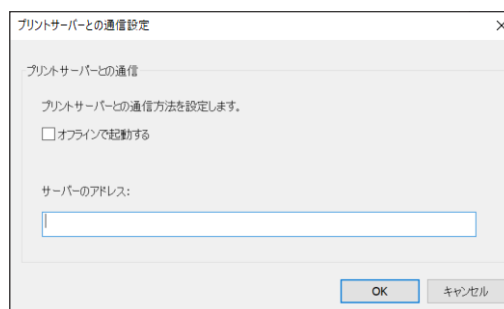 プリントサーバーとの通信設定
プリントサーバーとの通信
プリントサーバーとの通信方法を設定します。
オフラインで起動する
サーバーのアドレス:
OK
キャンセル